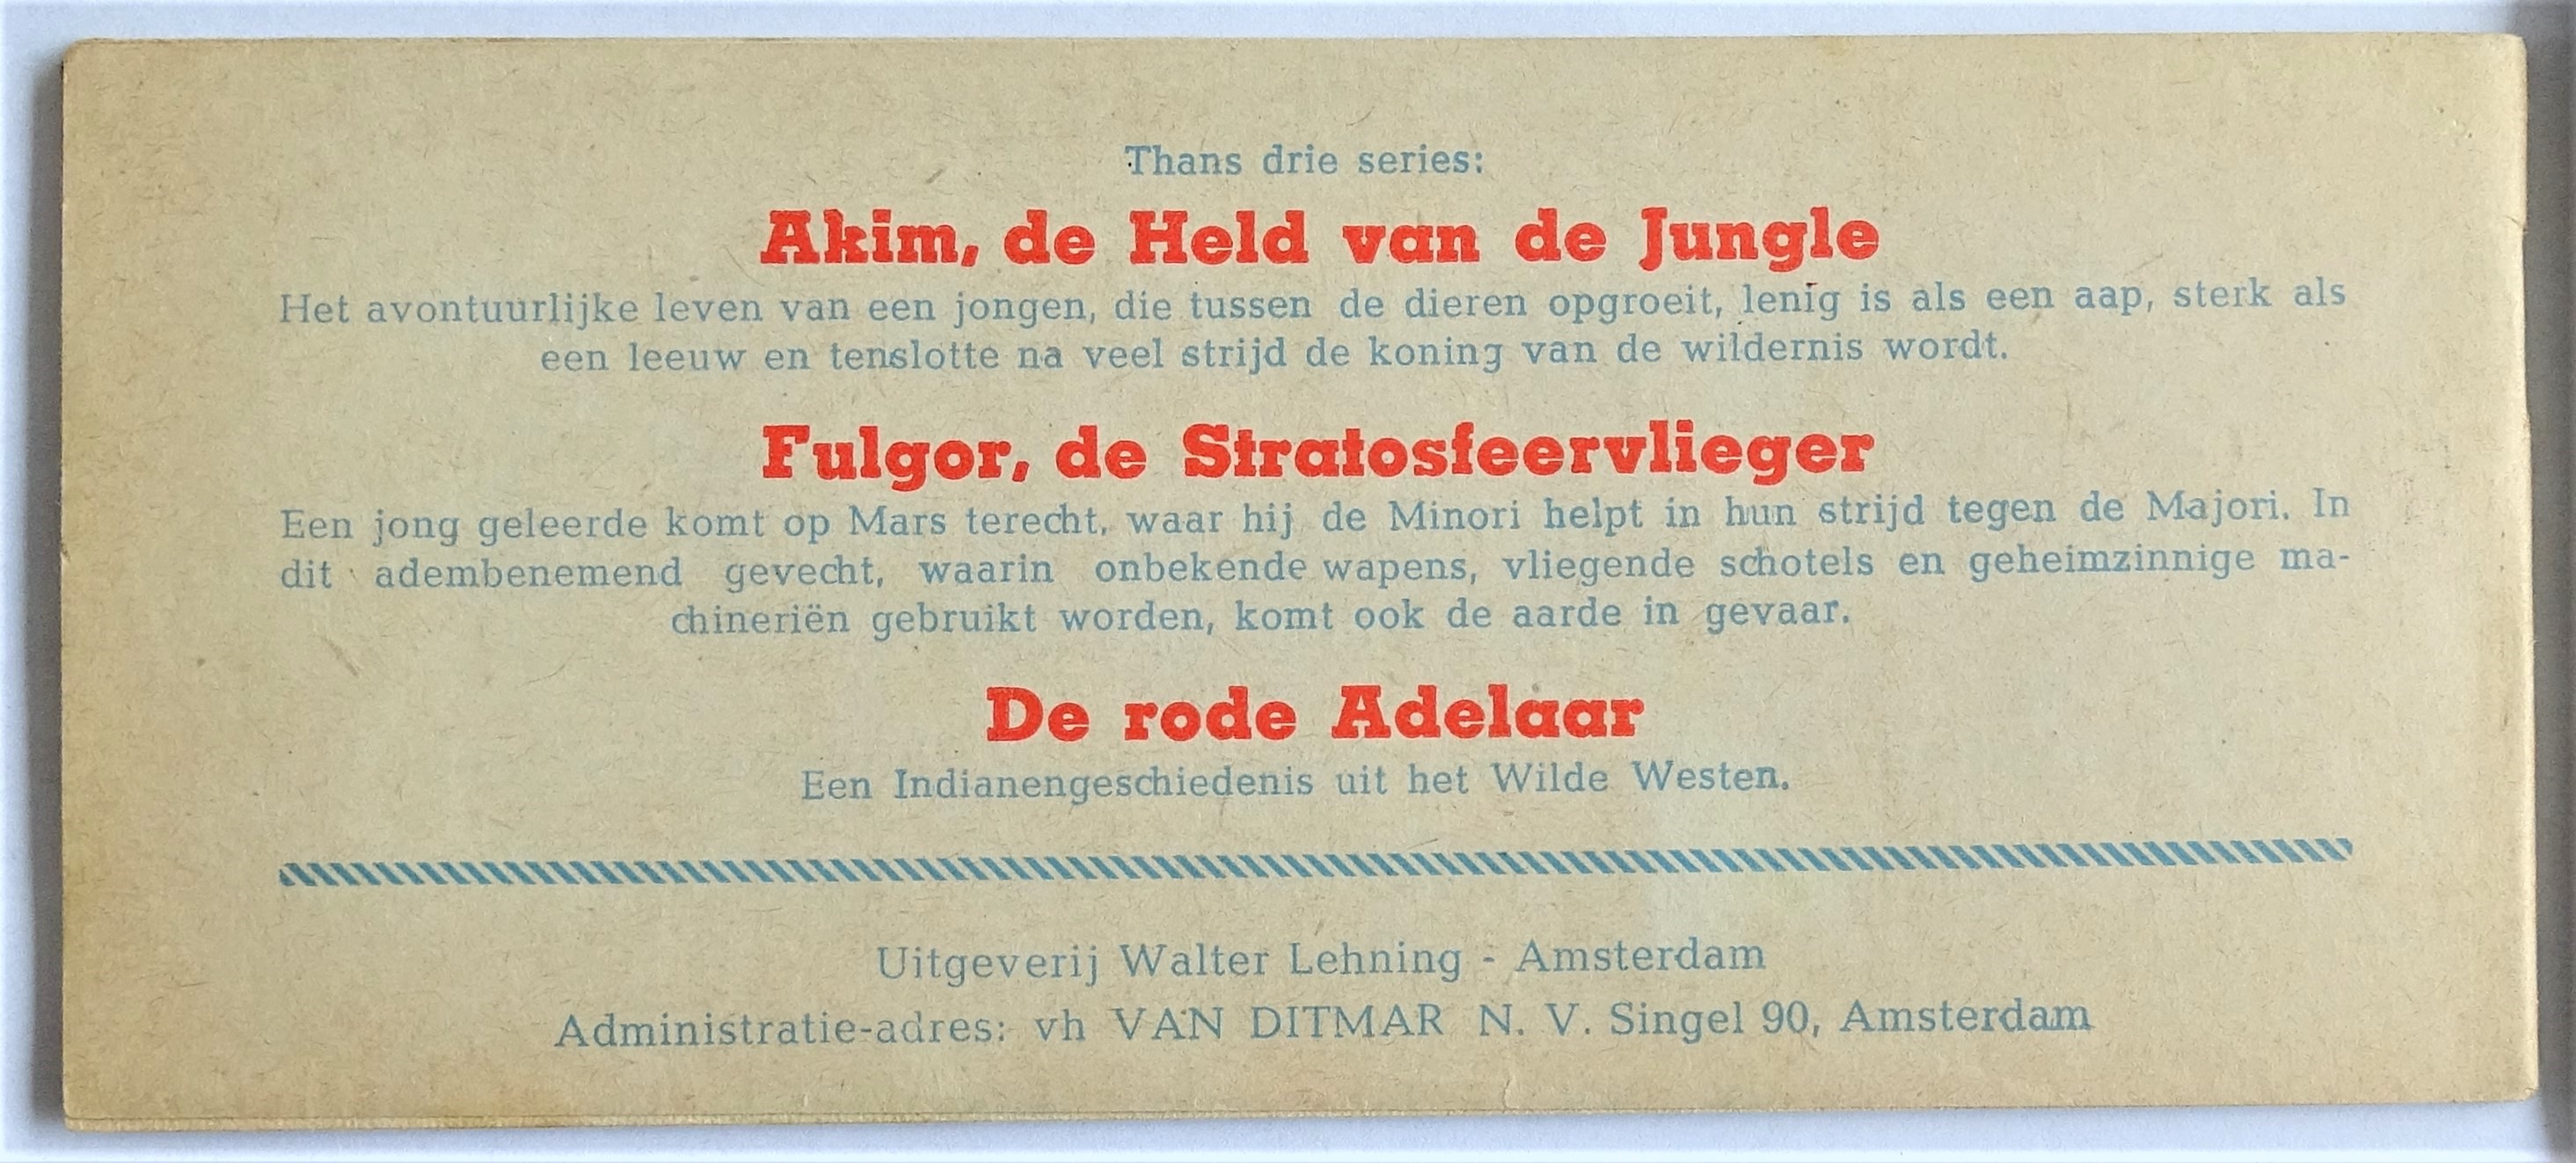 Thans drie series:
Akim, de Held van de Jungle
Het avontuurlijke leven van een jongen, die tussen de dieren opgroeit, lenig is als een aap, sterk als
een leeuw en tenslotte na veel strijd de koning van de wildernis wordt.
Fulgor, de Stratosfeervlieger
Een jong geleerde komt op Mars terecht, waar hij de Minori helpt in hun strijd tegen de Majori. In
dit adembenemend gevecht, waarin onbekende wapens, vliegende schotels en geheimzinnige ma-
chineriën gebruikt worden, komt ook de aarde in gevaar.
De rode Adelaar
Een Indianengeschiedenis uit het Wilde Westen.
Uitgeverij Walter Lehning - Amsterdam
Administratie-adres: vh VAN DITMAR N. V. Singel 90, Amsterdam